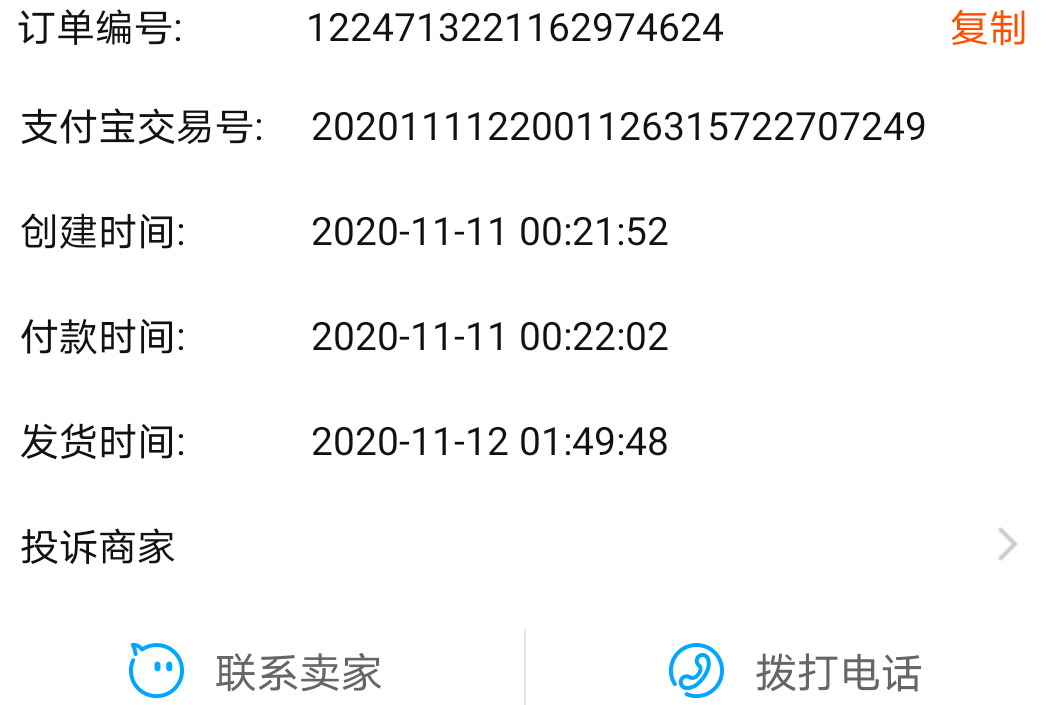 订单编号: 1224713221162974624 复制
支付宝交易号: 2020111122001126315722707249
创建时间: 2020-11-11 00:21:52
付款时间: 2020-11-11 00:22:02
发货时间: 2020-11-12 01:49:48
投诉商家
联系卖家 拨打电话